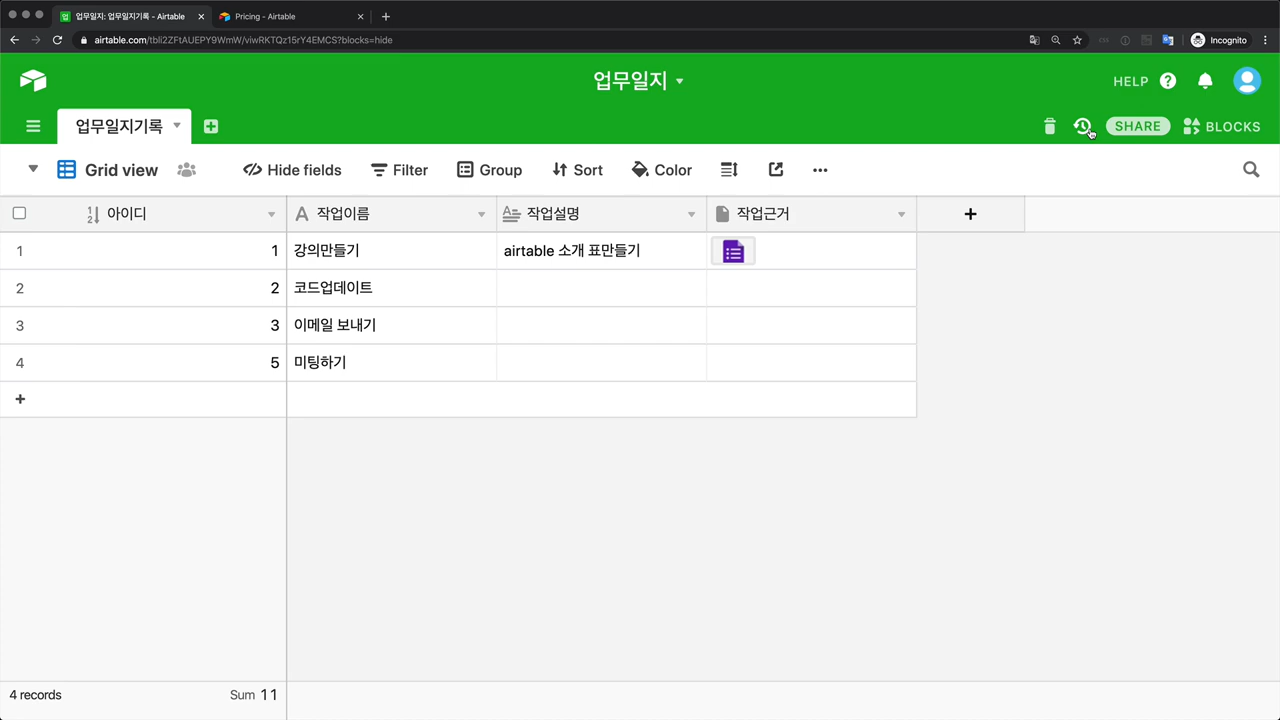 업무일지: 업무일지기록 - Airtable
Pricing - Airtable
airtable.com/tbli2ZFtAUEPY9WmW/viwRKTQz15rY4EMCS?blocks=hide
Incognito
업무일지
HELP
업무일지기록
SHARE
BLOCKS
Grid view
Hide fields
Filter
Group
Sort
Color
아이디
작업이름
작업설명
작업근거
1 1 강의만들기 airtable 소개 표만들기
2 2 코드업데이트
3 3 이메일 보내기
4 5 미팅하기
4 records
Sum 11